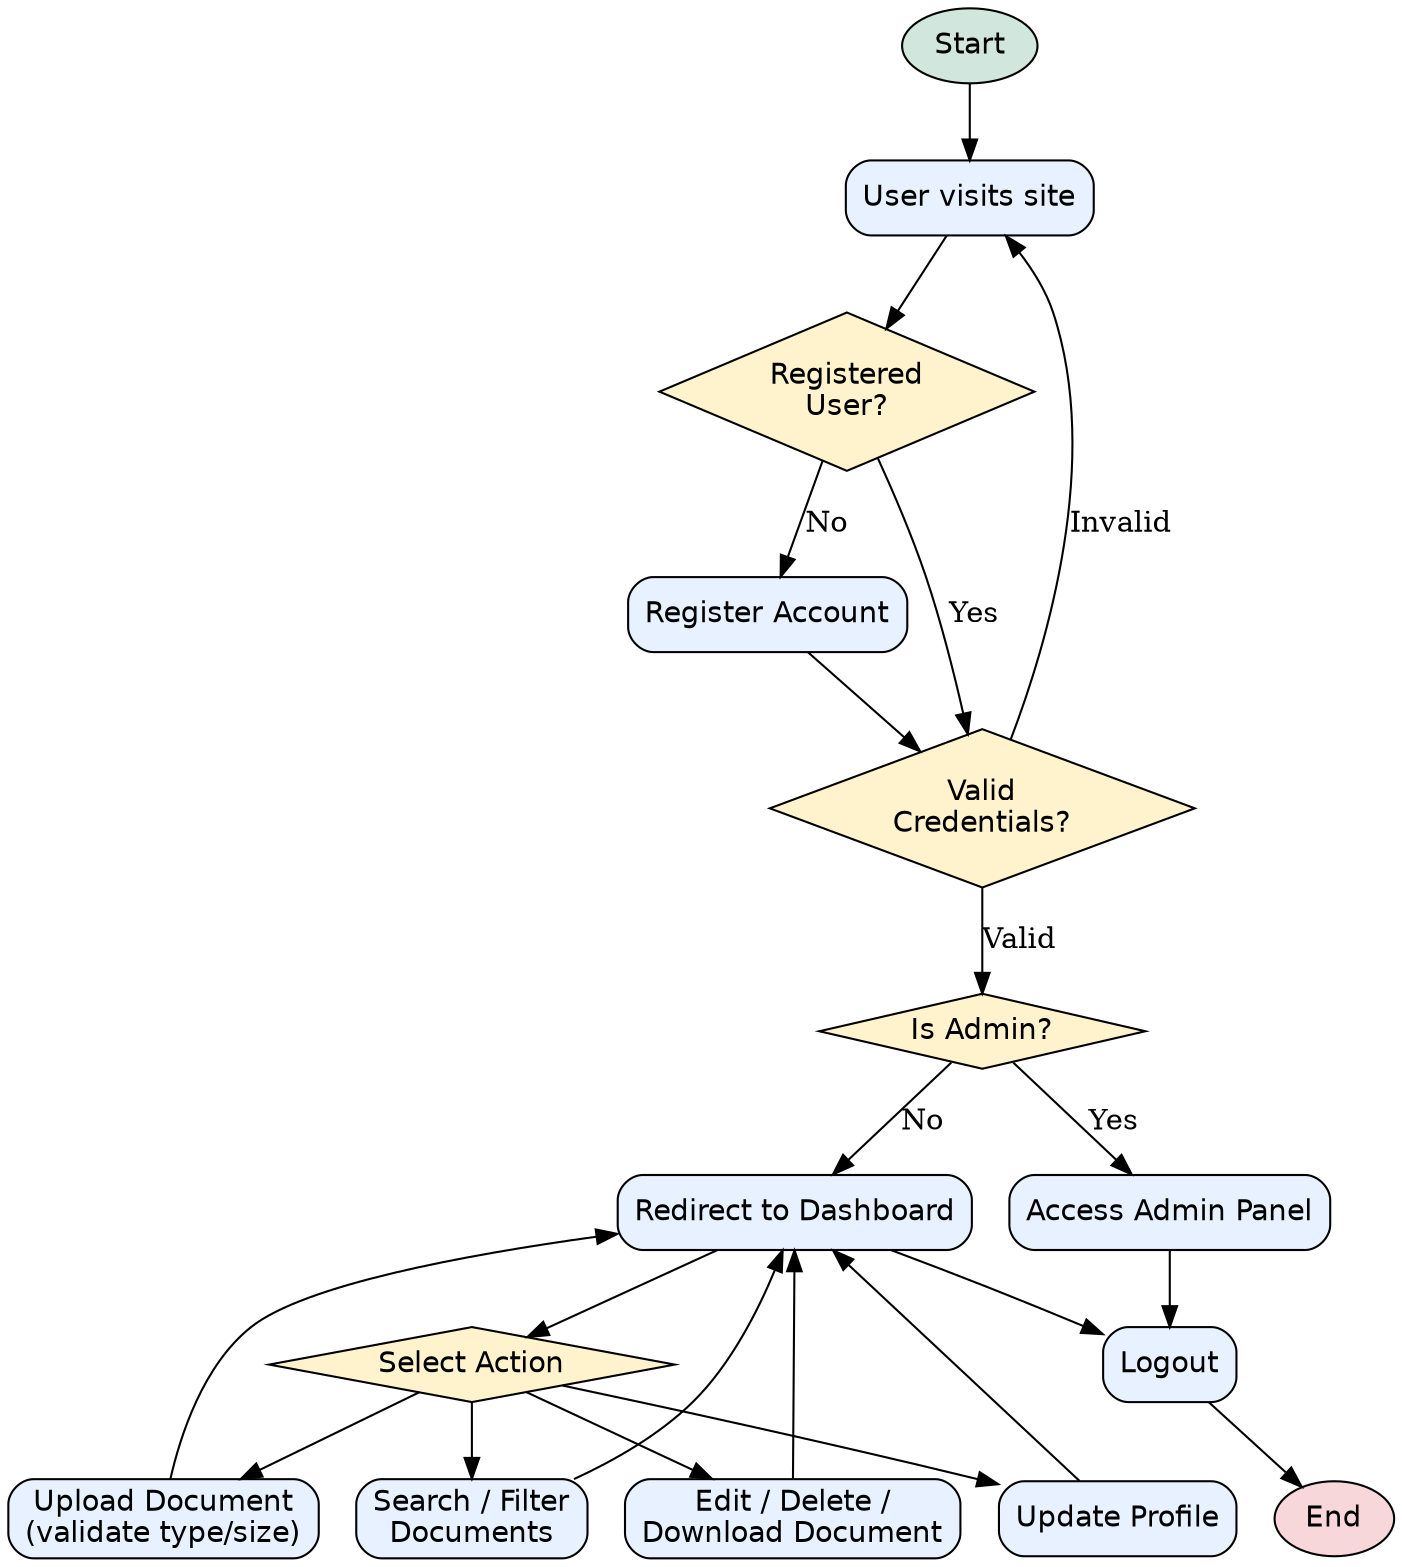 Start
User visits site
Registered
User?
No
Invalid
Register Account
Yes
Valid
Credentials?
Valid
Is Admin?
No
Yes
Redirect to Dashboard
Access Admin Panel
Select Action
Logout
Upload Document
(validate type/size)
Search / Filter
Documents
Edit / Delete /
Download Document
Update Profile
End